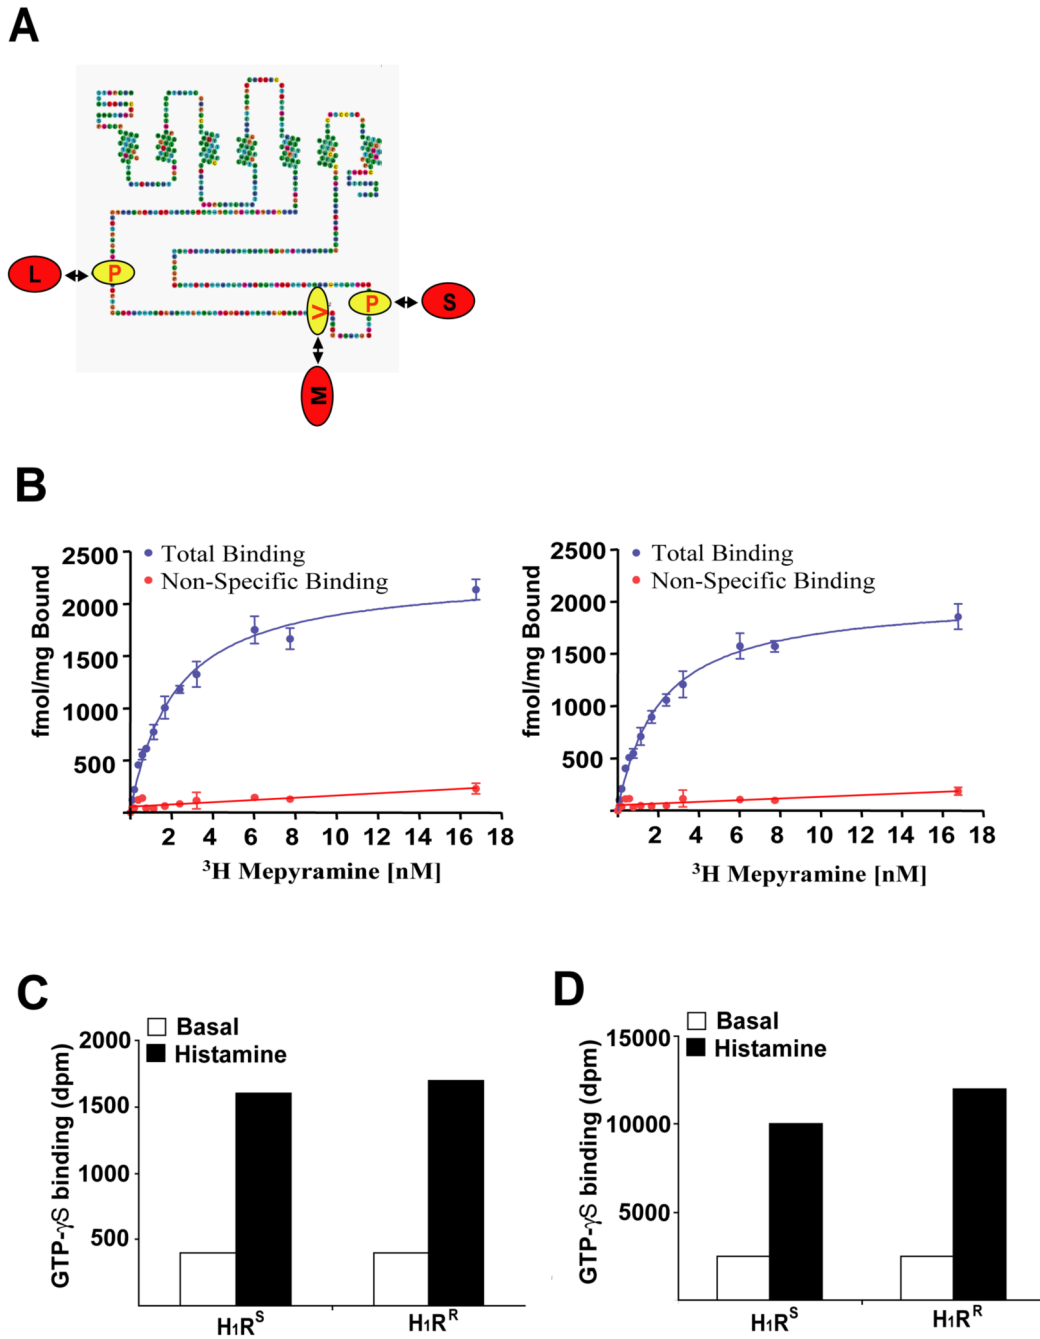 A
L
P
V
P
S
M
B
fmol/mg Bound
2500
2000
1500
1000
500
Total Binding
Non-Specific Binding
2 4 6 8 10 12 14 16 18
³H Mepyramine [nM]
fmol/mg Bound
2500
2000
1500
1000
500
Total Binding
Non-Specific Binding
2 4 6 8 10 12 14 16 18
³H Mepyramine [nM]
C
GTP-γS binding (dpm)
2000
1500
1000
500
Basal
Histamine
H1R^S H1R^R
D
GTP-γS binding (dpm)
15000
10000
5000
Basal
Histamine
H1R^S H1R^R